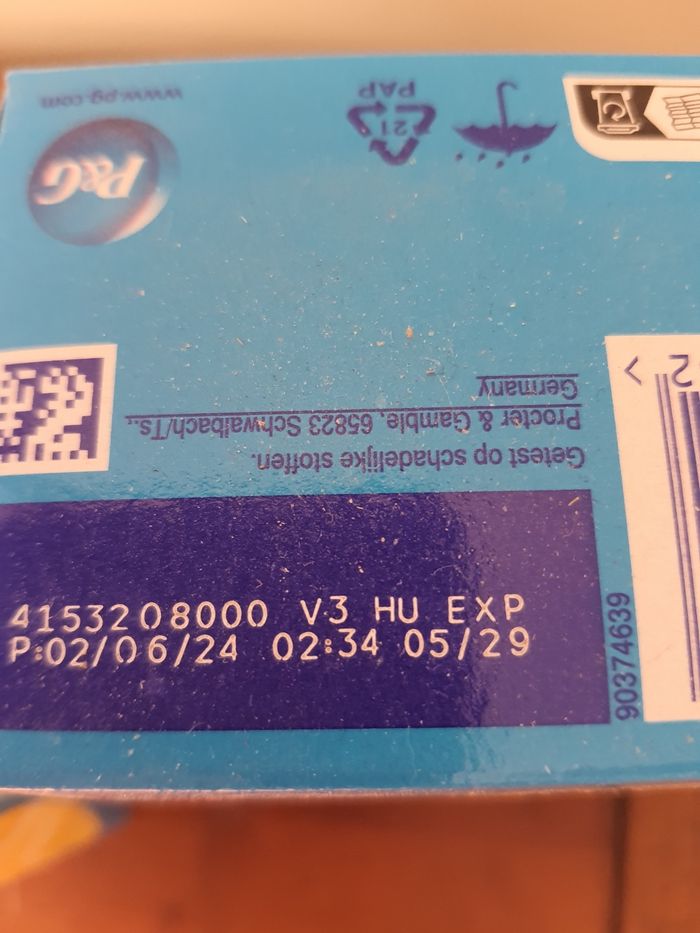 4153208000 V3 HU EXP
P:02/06/24 02:34 05/29
90374639
Getest op schadelijke stoffen.
Procter & Gamble, 65823 Schwalbach/Ts.,
Germany
21
PAP
P&G
www.pg.com
2
>